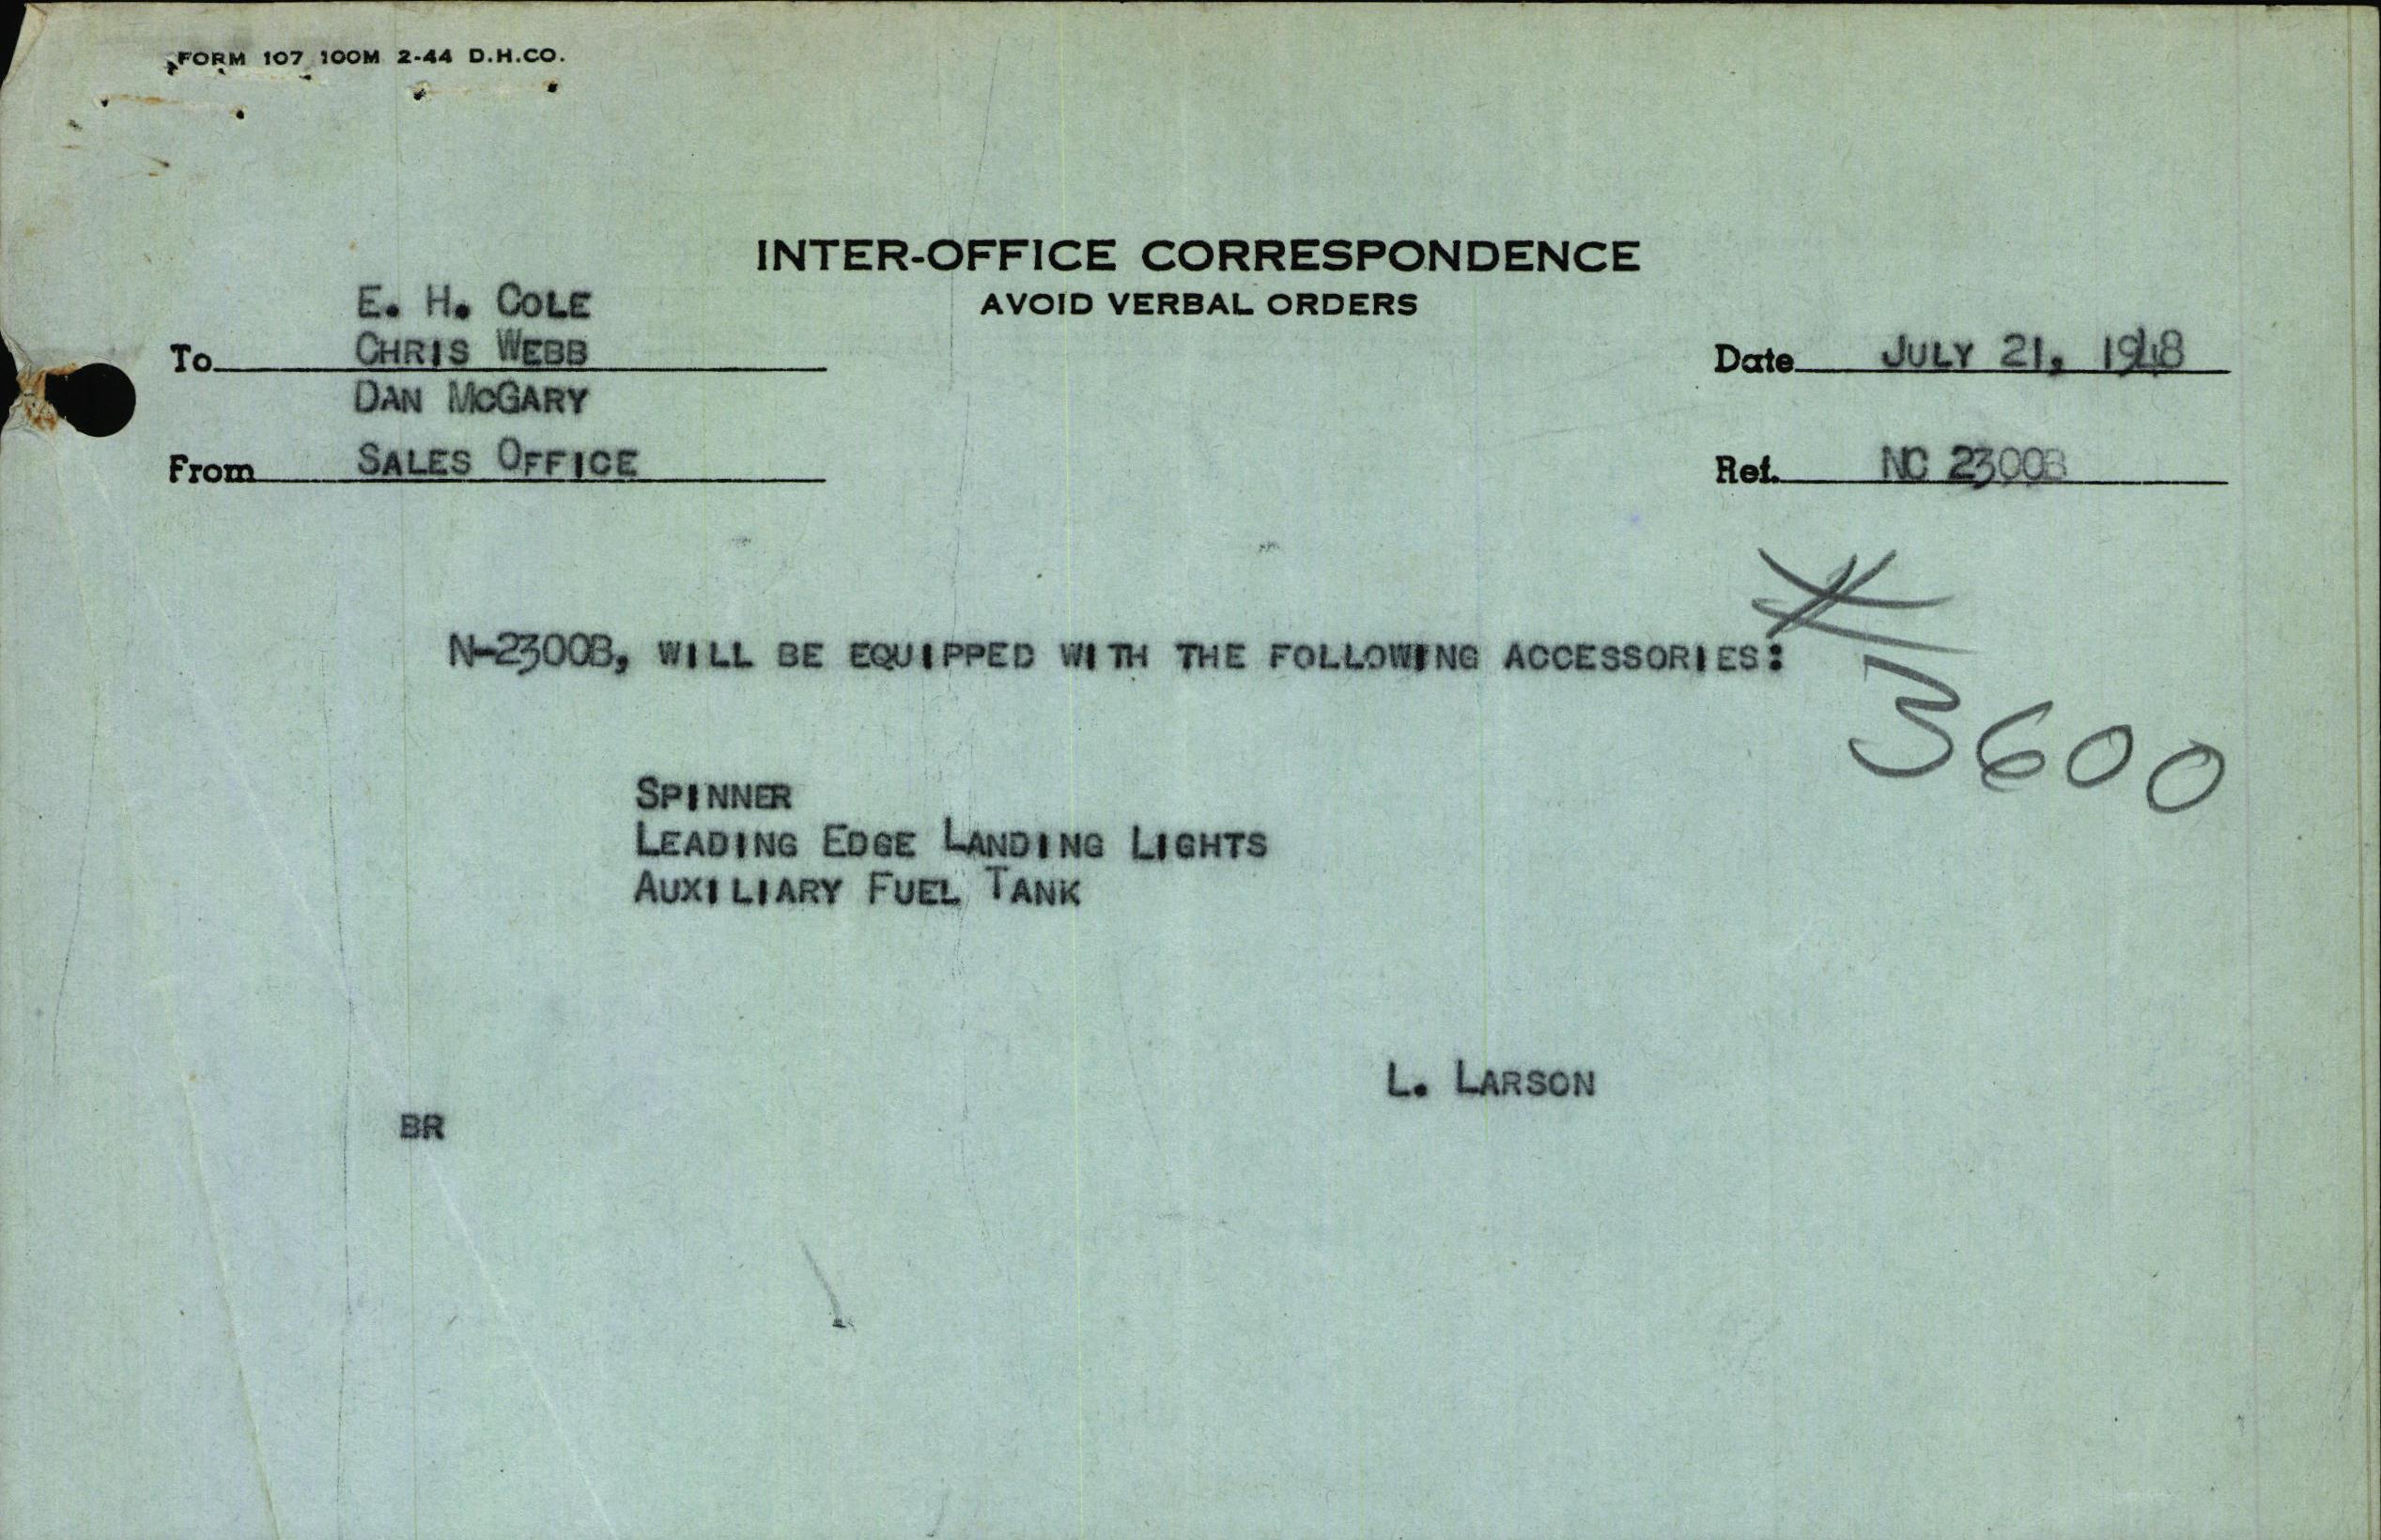 FORM 107 100M 2-44 D.H.CO.
INTER-OFFICE CORRESPONDENCE
AVOID VERBAL ORDERS
E. H. COLE
To CHRIS WEBB
DAN MCGARY
Date JULY 21, 1948
From SALES OFFICE
Ref. NC 2300B
#3600
N-2300B, WILL BE EQUIPPED WITH THE FOLLOWING ACCESSORIES:
SPINNER
LEADING EDGE LANDING LIGHTS
AUXILIARY FUEL TANK
L. LARSON
BR